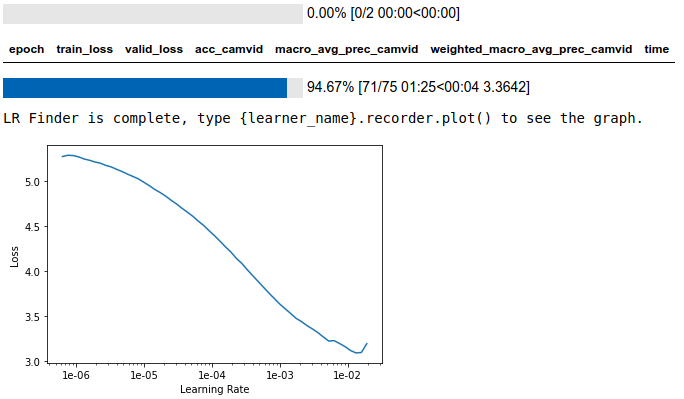 0.00% [0/2 00:00<00:00]
epoch train_loss valid_loss acc_camvid macro_avg_prec_camvid weighted_macro_avg_prec_camvid time
94.67% [71/75 01:25<00:04 3.3642]
LR Finder is complete, type {learner_name}.recorder.plot() to see the graph.
5.0
4.5
4.0
3.5
3.0
Loss
1e-06 1e-05 1e-04 1e-03 1e-02
Learning Rate